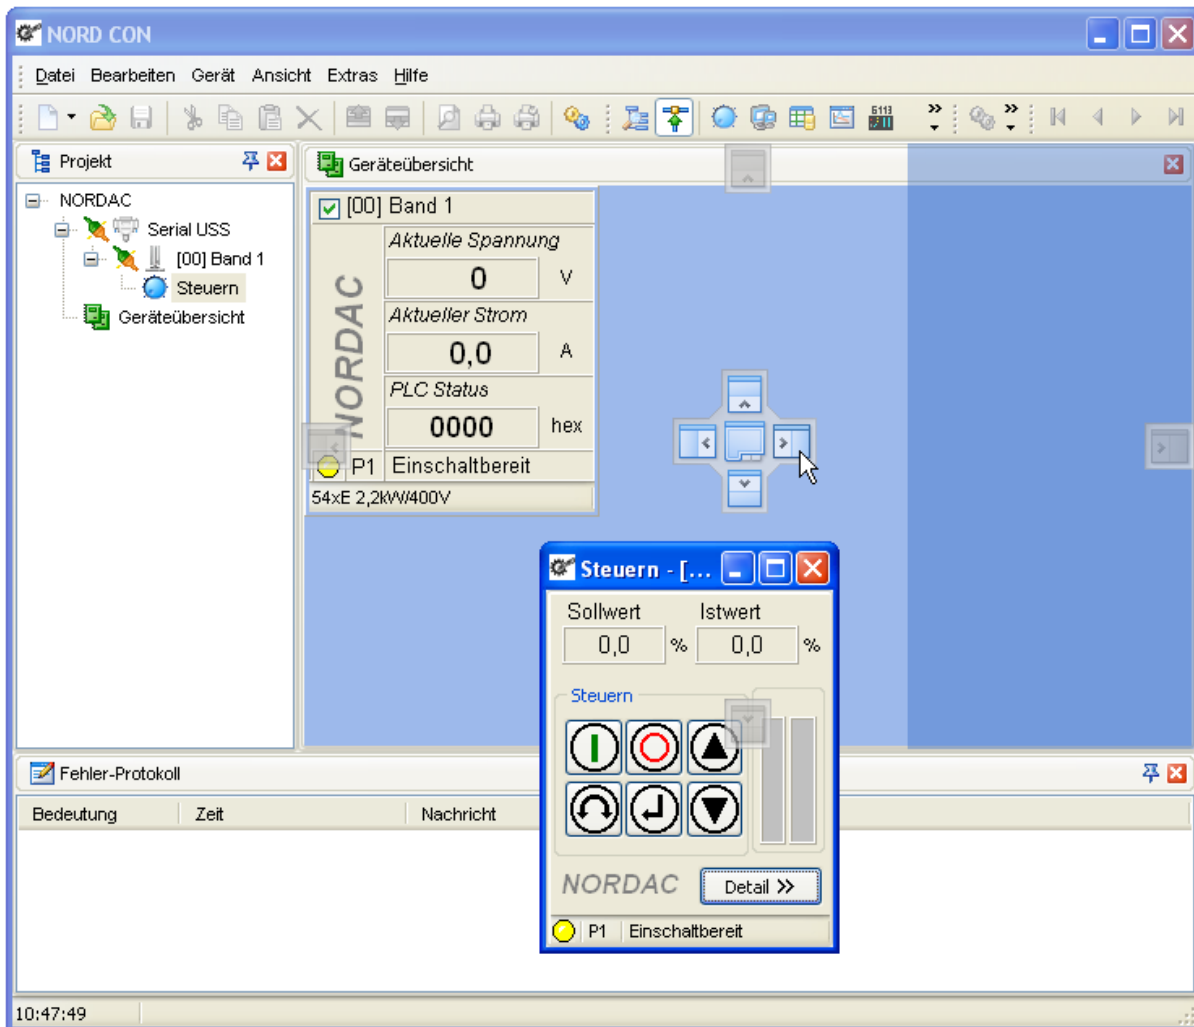 NORD CON
Datei Bearbeiten Gerät Ansicht Extras Hilfe
6113
Projekt
NORDAC
Serial USS
[00] Band 1
Steuern
Geräteübersicht
Geräteübersicht
[00] Band 1
NORDAC
Aktuelle Spannung
0 V
Aktueller Strom
0,0 A
PLC Status
0000 hex
P1 Einschaltbereit
54xE 2,2kW/400V
Steuern - [...
Sollwert Istwert
0,0 % 0,0 %
Steuern
NORDAC Detail >>
P1 Einschaltbereit
Fehler-Protokoll
Bedeutung Zeit Nachricht
10:47:49